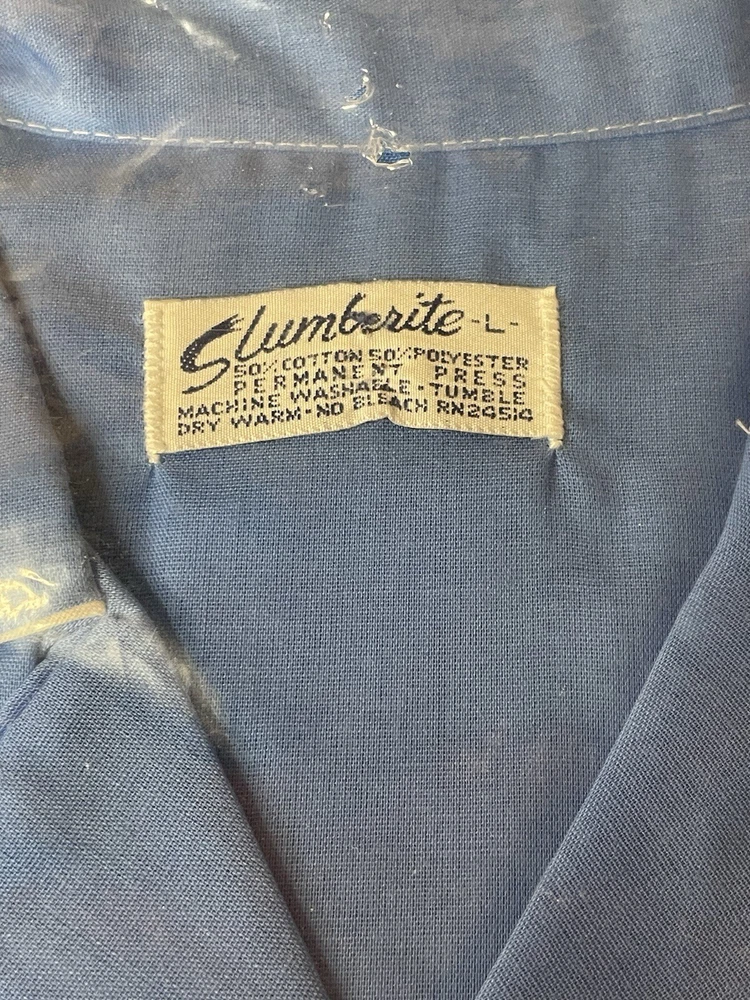 Slumberite -L-
50% COTTON 50% POLYESTER
PERMANENT PRESS
MACHINE WASHABLE - TUMBLE
DRY WARM - NO BLEACH RN24514